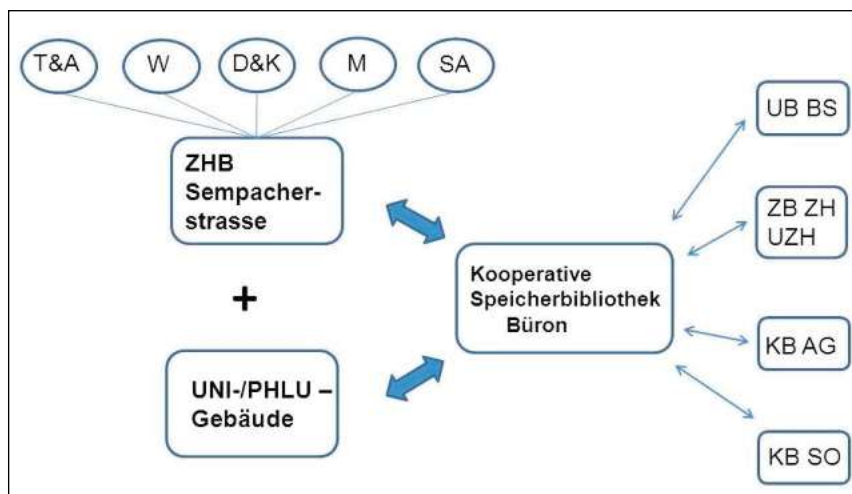 T&A
W
D&K
M
SA
ZHB
Sempacher-
strasse
+
UNI-/PHLU –
Gebäude
Kooperative
Speicherbibliothek
Büron
UB BS
ZB ZH
UZH
KB AG
KB SO